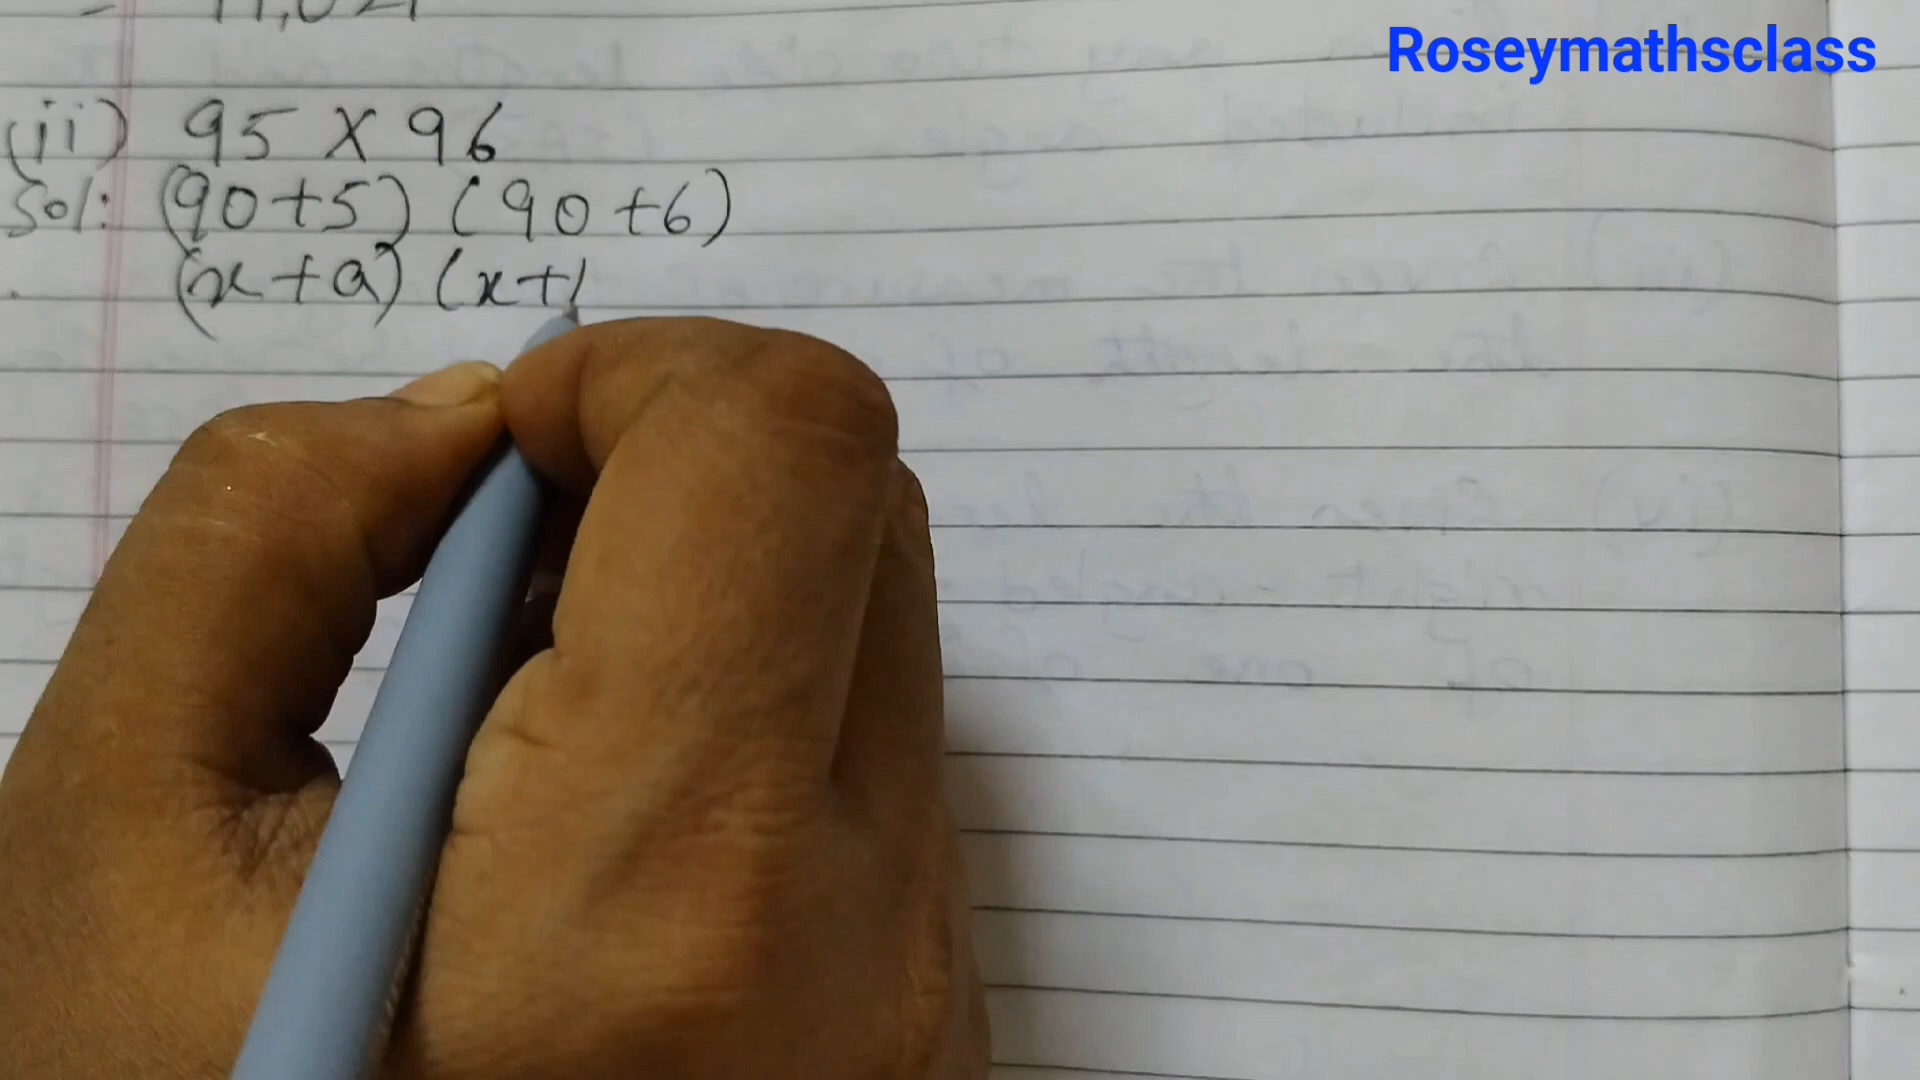 Roseymathsclass
(ii) 95 x 96
Sol: (90+5) (90+6)
(x+a) (x+